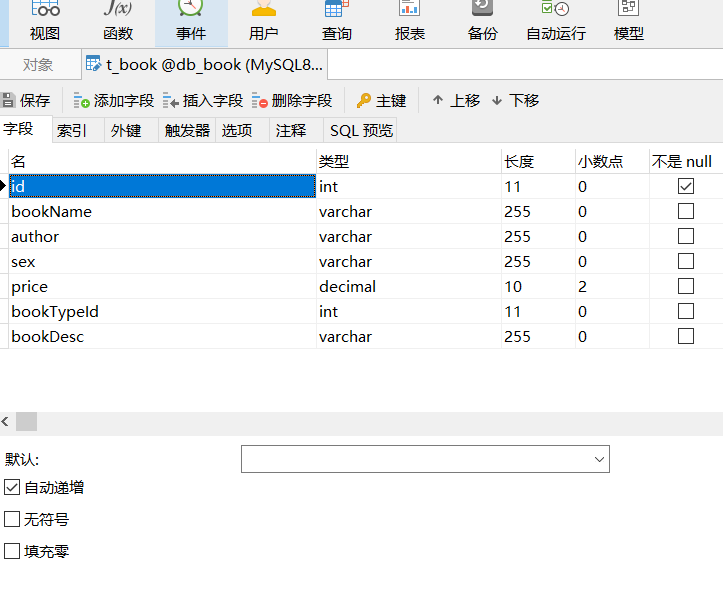 视图 函数 事件 用户 查询 报表 备份 自动运行 模型
对象 t_book @db_book (MySQL8...
保存 添加字段 插入字段 删除字段 主键 上移 下移
字段 索引 外键 触发器 选项 注释 SQL 预览
名 类型 长度 小数点 不是 null
id int 11 0
bookName varchar 255 0
author varchar 255 0
sex varchar 255 0
price decimal 10 2
bookTypeId int 11 0
bookDesc varchar 255 0
默认:
自动递增
无符号
填充零